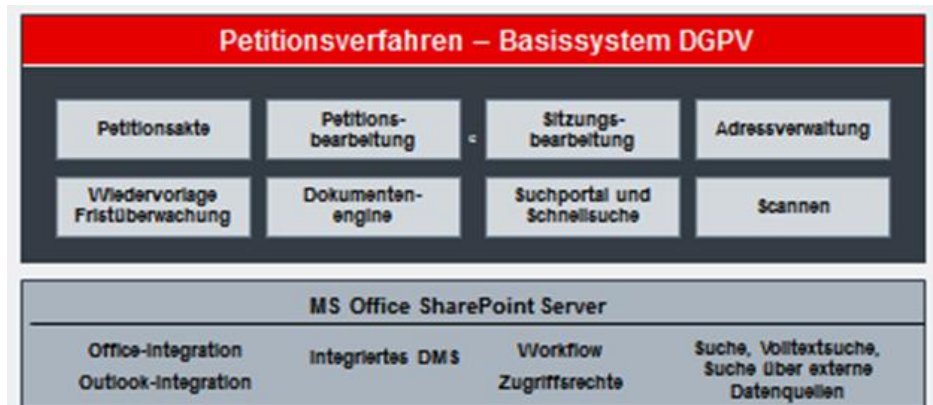 Petitionsverfahren – Basissystem DGPV
Petitionsakte
Petitions-
bearbeitung
Sitzungs-
bearbeitung
Adressverwaltung
Wiedervorlage
Fristüberwachung
Dokumenten-
engine
Suchportal und
Schnellsuche
Scannen
MS Office SharePoint Server
Office-Integration
Outlook-Integration
Integriertes DMS
Workflow
Zugriffsrechte
Suche, Volltextsuche,
Suche über externe
Datenquellen